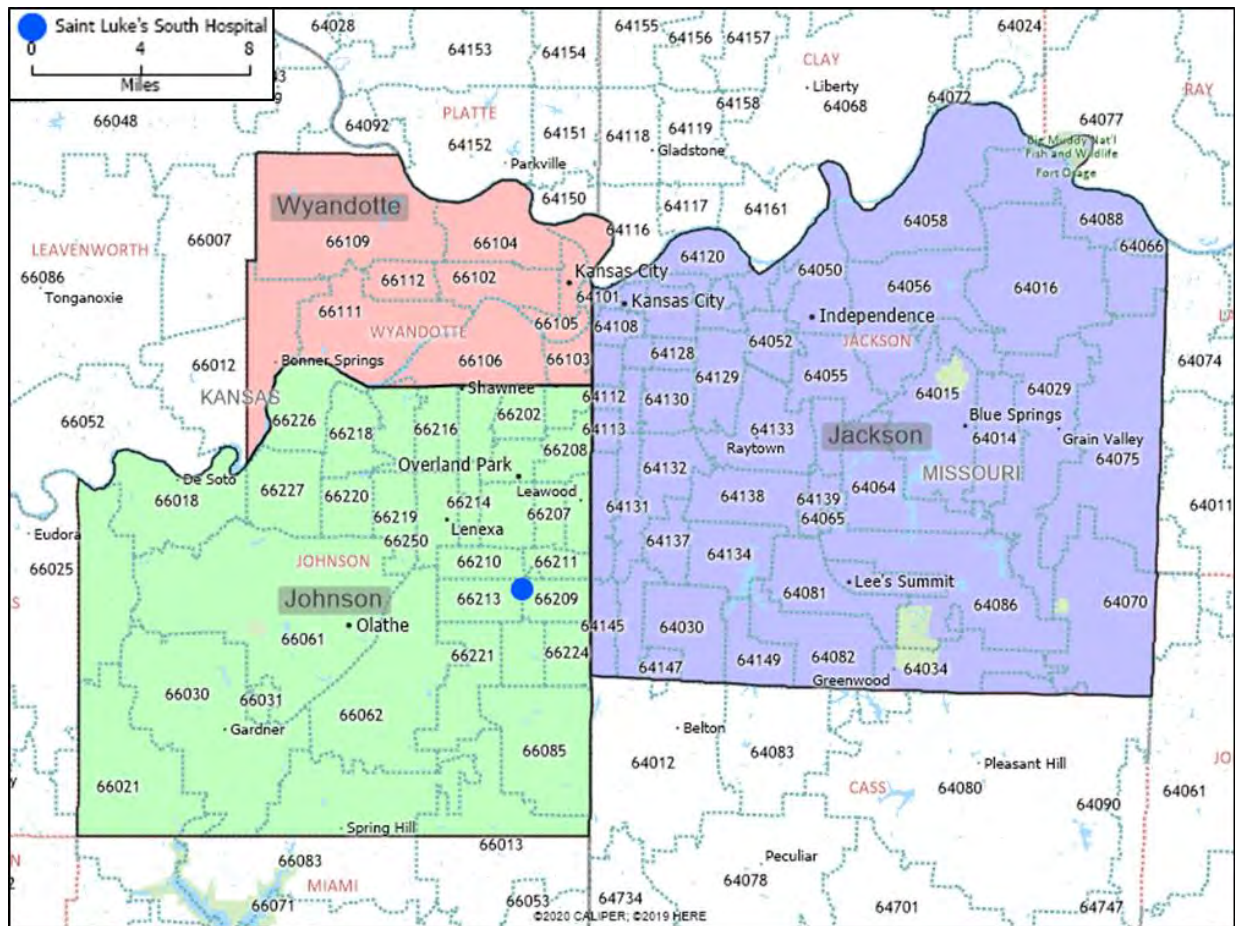 Saint Luke's South Hospital
0 4 8
Miles
64028
64155
64156
64157
64024
64153
64154
CLAY
Liberty
64068
64072
RAY
66048
64092
PLATTE
64152
64151
64158
64118
64119
Gladstone
64077
Big Muddy Nat'l
Fish and Wildlife
Fort Osage
Parkville
64150
64117
64161
Wyandotte
66007
LEAVENWORTH
66109
66104
64116
64058
64088
64066
66086
Tonganoxie
66112
66102
Kansas City
64120
64050
64056
64016
64101
Kansas City
66111
WYANDOTTE
66105
64108
Independence
64052
JACKSON
66012
Bonner Springs
66106
66103
64128
64129
64055
64015
64029
64074
KANSAS
Shawnee
64112
64130
66052
66226
66218
66216
66202
64113
64133
Raytown
Jackson
Blue Springs
64014
Grain Valley
64075
66208
Overland Park
De Soto
66018
66227
66220
66214
Leawood
66207
64132
64138
64139
64064
MISSOURI
64131
64065
64011
Eudora
66025
66219
66250
Lenexa
JOHNSON
66210
66211
64137
64134
Johnson
66213
66209
64081
Lee's Summit
64086
64070
66061
Olathe
64145
64030
66221
66224
64147
64149
64082
Greenwood
64034
66030
66031
66062
Gardner
66085
Belton
64012
64083
Pleasant Hill
64080
66021
CASS
64090
64061
Spring Hill
66013
66083
MIAMI
66071
66053
Peculiar
64078
64734
64701
64747
©2020 CALIPER; ©2019 HERE